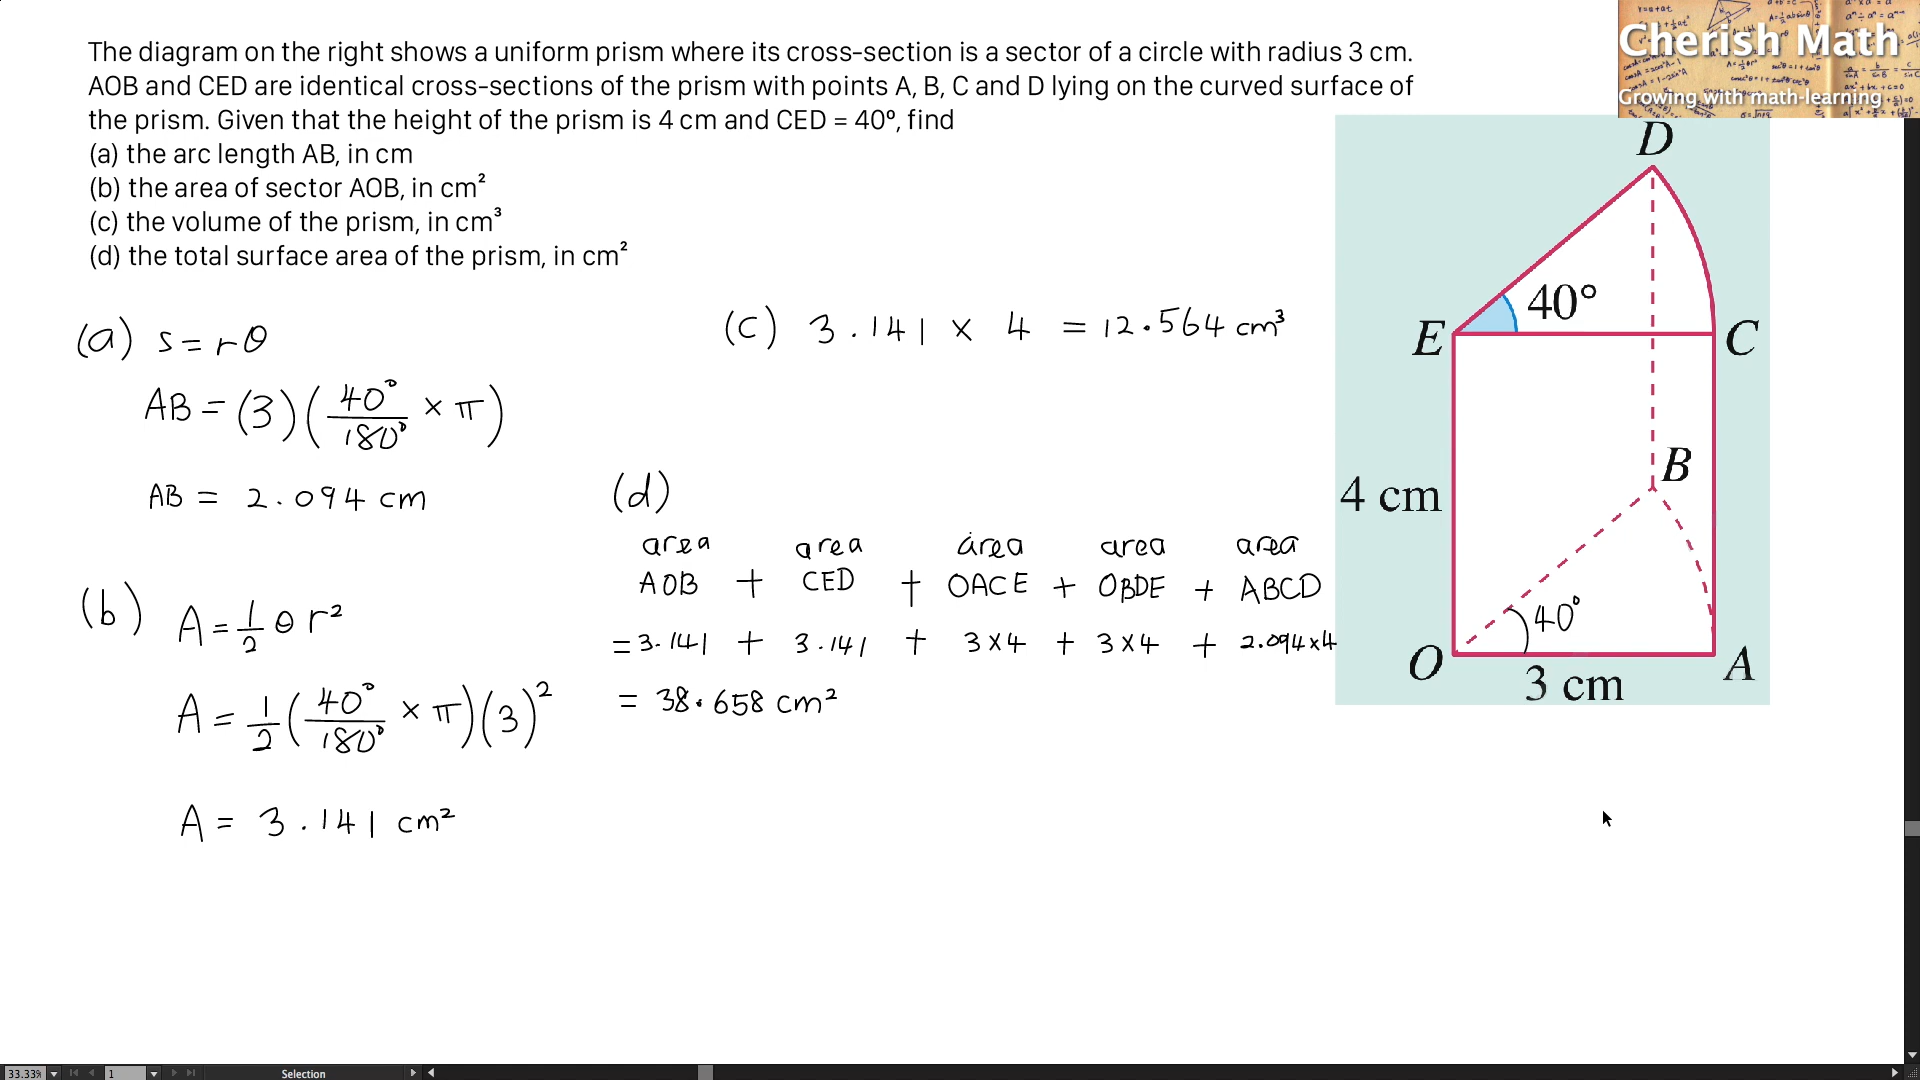 The diagram on the right shows a uniform prism where its cross-section is a sector of a circle with radius 3 cm.
AOB and CED are identical cross-sections of the prism with points A, B, C and D lying on the curved surface of
the prism. Given that the height of the prism is 4 cm and CED = 40º, find
(a) the arc length AB, in cm
(b) the area of sector AOB, in cm²
(c) the volume of the prism, in cm³
(d) the total surface area of the prism, in cm²
Cherish Math
Growing with math-learning
(a) s = rθ
AB = (3)(40°/180° × π)
AB = 2.094 cm
(b) A = 1/2 θ r²
A = 1/2 (40°/180° × π)(3)²
A = 3.141 cm²
(c) 3.141 × 4 = 12.564 cm³
(d)
area area area area area
AOB + CED + OACE + OBDE + ABCD
= 3.141 + 3.141 + 3×4 + 3×4 + 2.094×4
= 38.658 cm²
D
40°
E
C
B
4 cm
40°
O
A
3 cm
33.33%
1
Selection